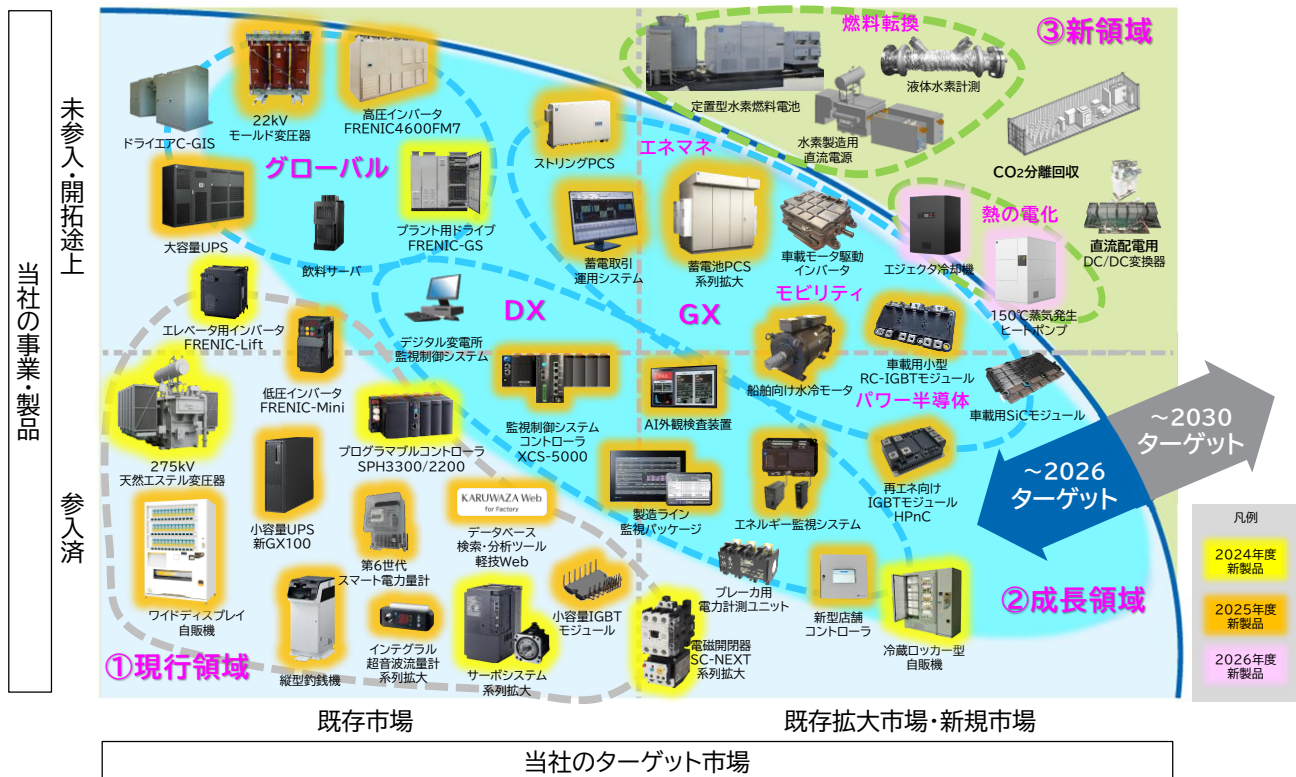 当社の事業・製品
未参入・開拓途上
参入済
燃料転換
③新領域
定置型水素燃料電池
液体水素計測
水素製造用
直流電源
CO2分離回収
熱の電化
直流配電用
DC/DC変換器
エジェクタ冷却機
150℃蒸気発生
ヒートポンプ
ドライエアC-GIS
22kV
モールド変圧器
高圧インバータ
FRENIC4600FM7
グローバル
大容量UPS
飲料サーバ
プラント用ドライブ
FRENIC-GS
ストリングPCS
エネマネ
蓄電取引
運用システム
蓄電池PCS
系列拡大
車載モータ駆動
インバータ
モビリティ
エレベータ用インバータ
FRENIC-Lift
デジタル変電所
監視制御システム
DX
GX
低圧インバータ
FRENIC-Mini
船舶向け水冷モータ
車載用小型
RC-IGBTモジュール
パワー半導体
車載用SiCモジュール
275kV
天然エステル変圧器
プログラマブルコントローラ
SPH3300/2200
監視制御システム
コントローラ
XCS-5000
AI外観検査装置
再エネ向け
IGBTモジュール
HPnC
小容量UPS
新GX100
第6世代
スマート電力量計
KARUWAZA Web
for Factory
データベース
検索・分析ツール
軽技Web
製造ライン
監視パッケージ
エネルギー監視システム
ワイドディスプレイ
自販機
縦型釣銭機
インテグラル
超音波流量計
系列拡大
サーボシステム
系列拡大
小容量IGBT
モジュール
電磁開閉器
SC-NEXT
系列拡大
ブレーカ用
電力計測ユニット
新型店舗
コントローラ
冷蔵ロッカー型
自販機
①現行領域
②成長領域
～2030
ターゲット
～2026
ターゲット
凡例
2024年度
新製品
2025年度
新製品
2026年度
新製品
既存市場
既存拡大市場・新規市場
当社のターゲット市場